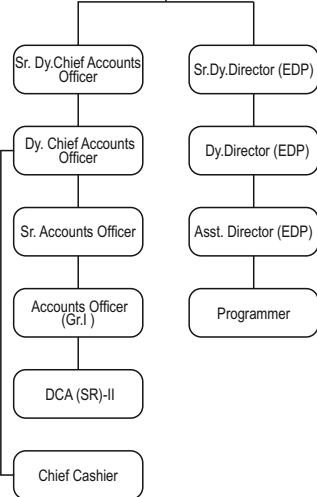 Sr. Dy.Chief Accounts
Officer
Sr.Dy.Director (EDP)
Dy. Chief Accounts
Officer
Dy.Director (EDP)
Sr. Accounts Officer
Asst. Director (EDP)
Accounts Officer
(Gr.I )
Programmer
DCA (SR)-II
Chief Cashier